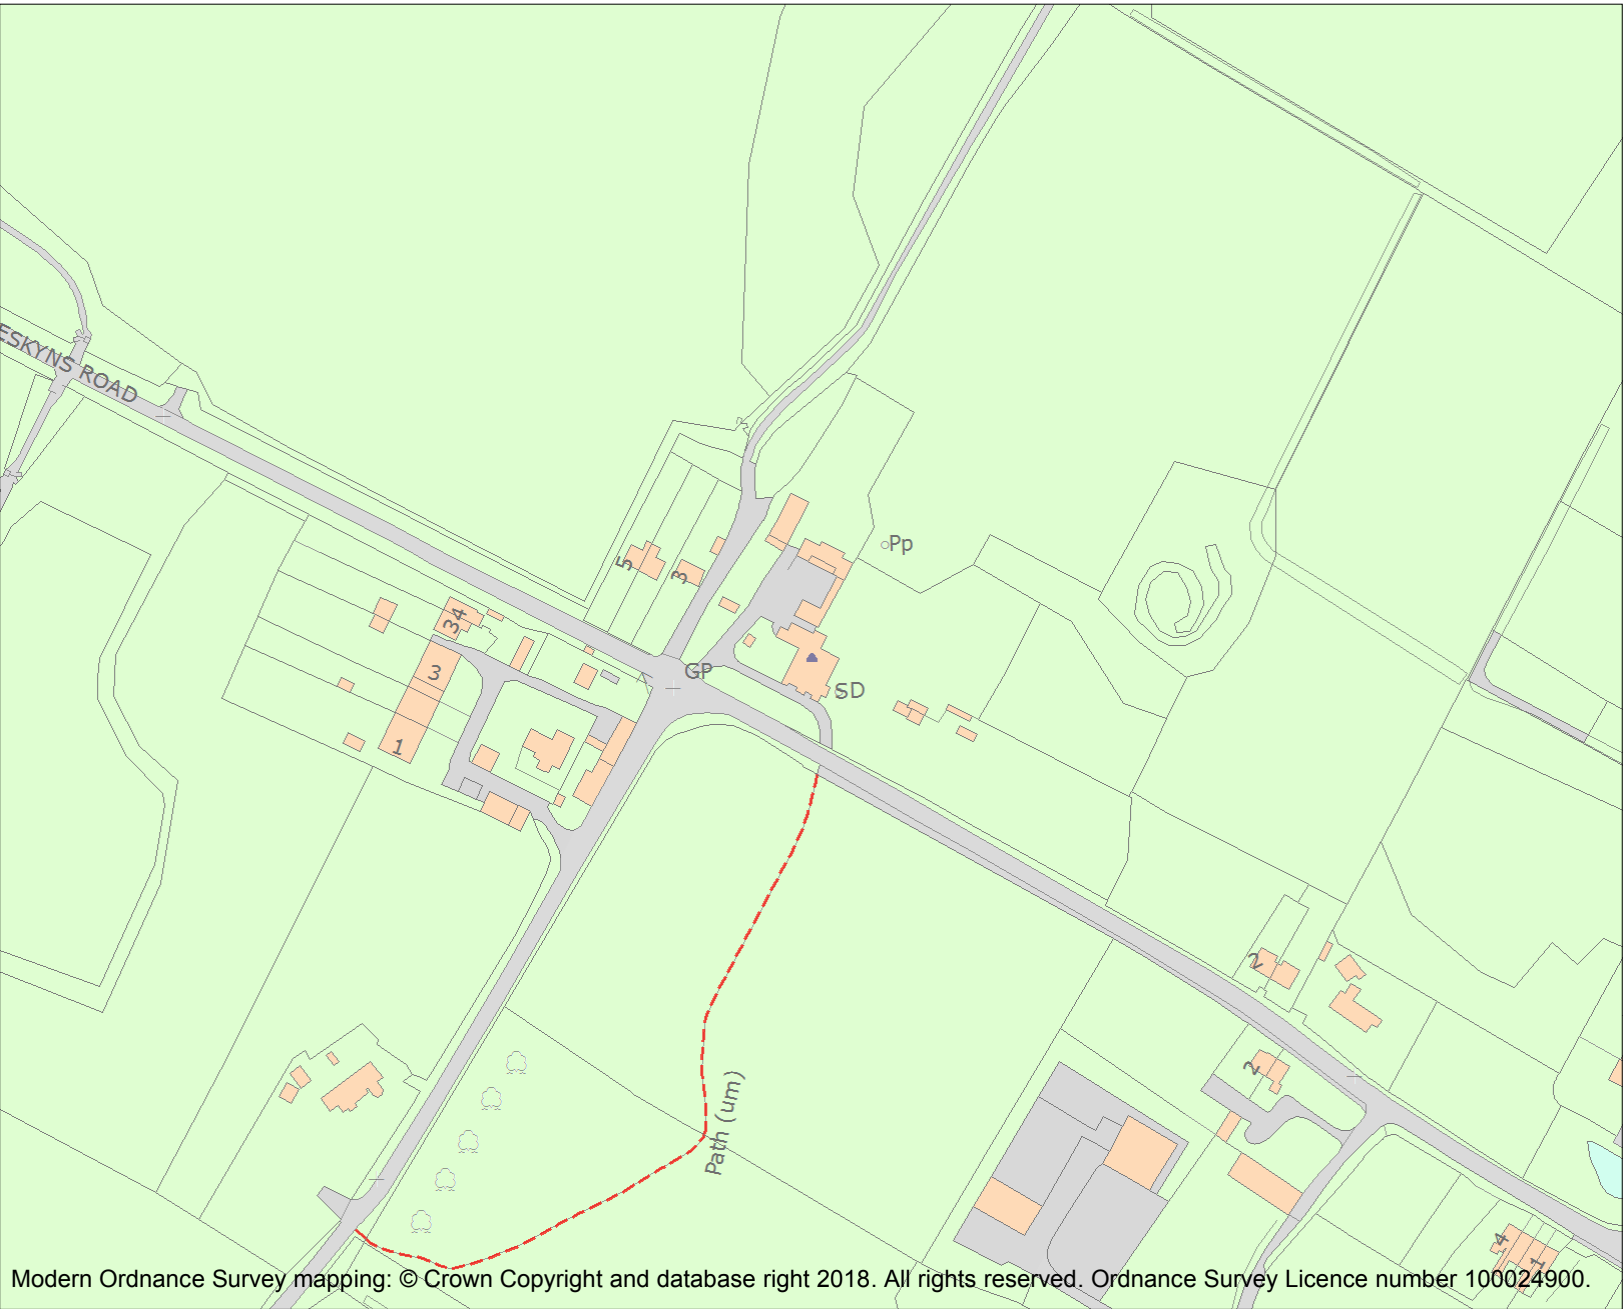 ESKYNS ROAD
Pp
5
3
34
GP
3
SD
1
2
2
Path (um)
4
1
Modern Ordnance Survey mapping: © Crown Copyright and database right 2018. All rights reserved. Ordnance Survey Licence number 100024900.